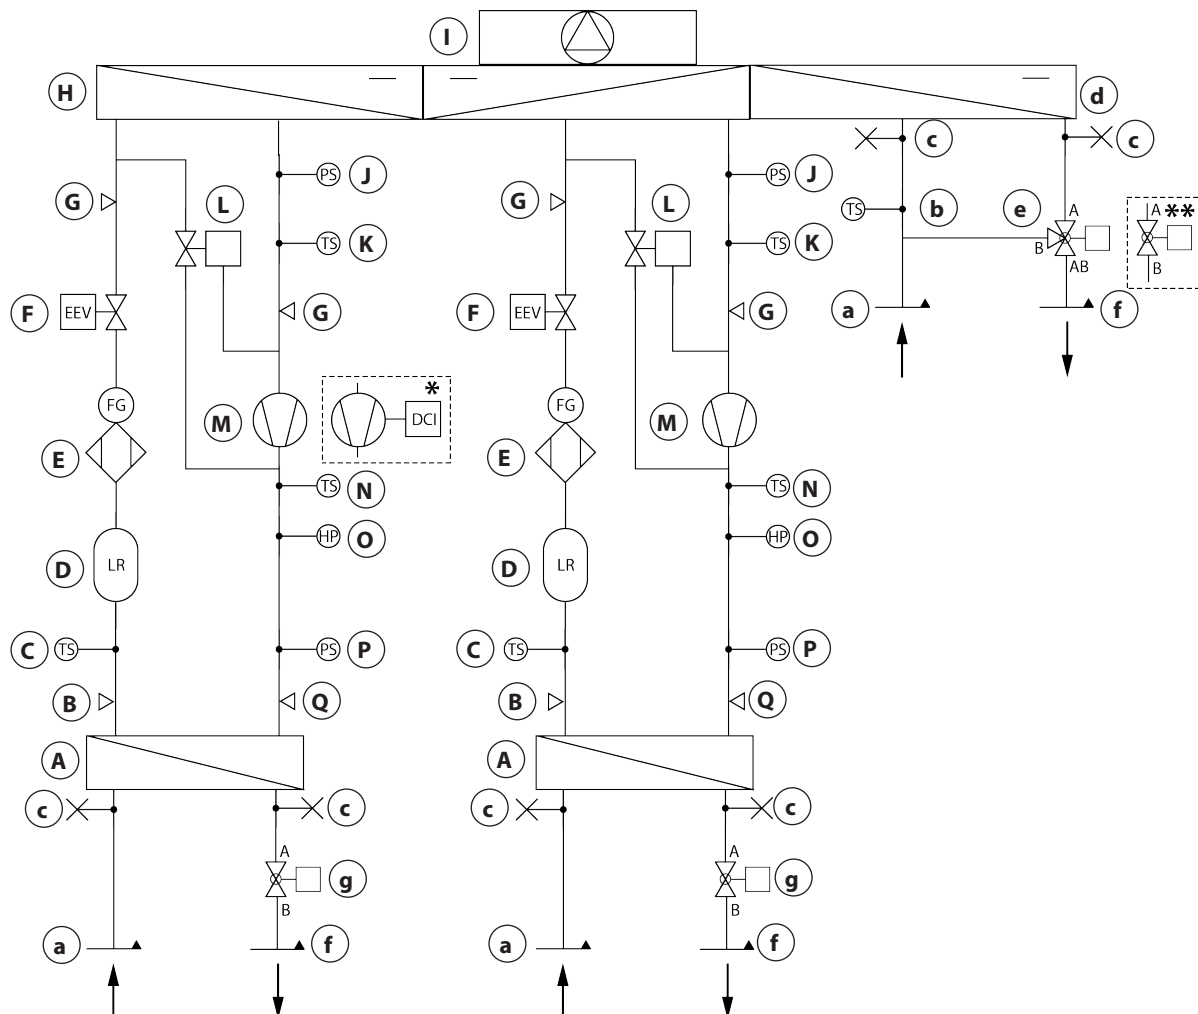 I
H
d
c
c
G
PS
J
G
PS
J
L
L
TS
b
e
A
A
**
K
TS
K
TS
B
AB
B
F
EEV
G
F
EEV
G
a
f
FG
M
*
DCI
FG
M
E
E
TS
N
TS
N
HP
O
HP
O
D
LR
D
LR
C
TS
PS
P
C
TS
PS
P
B
Q
B
Q
A
A
c
c
c
c
A
A
g
g
B
B
a
f
a
f